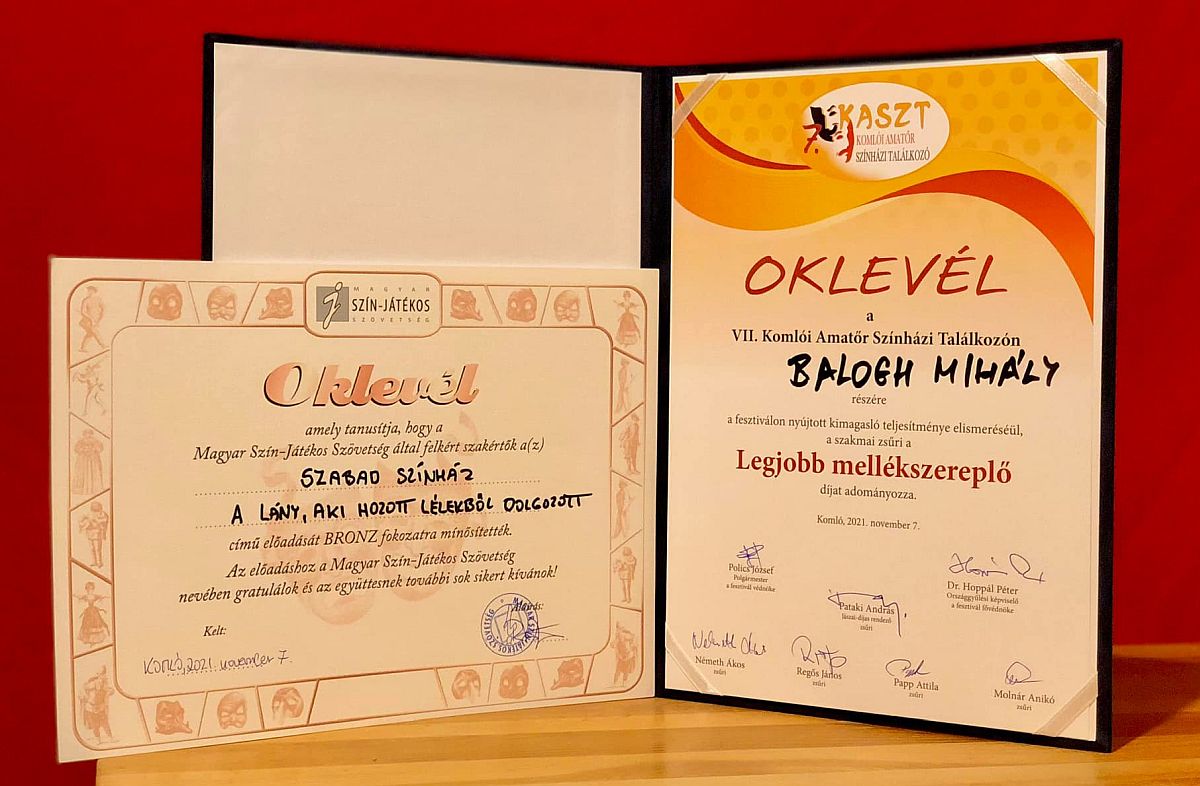 MAGYAR
SZÍN-JÁTÉKOS
SZÖVETSÉG
Oklevél
amely tanusítja, hogy a
Magyar Szín-Játékos Szövetség által felkért szakértők a(z)
SZABAD SZÍNHÁZ
A LÁNY, AKI HOZOTT LÉLEKBŐL DOLGOZOTT
című előadását BRONZ fokozatra minősítették.
Az előadáshoz a Magyar Szín-Játékos Szövetség
nevében gratulálok és az együttesnek további sok sikert kívánok!
Aláírás:
Kelt:
KOMLÓ, 2021. november 7.
7. KASZT
KOMLÓI AMATŐR
SZÍNHÁZI TALÁLKOZÓ
OKLEVÉL
a
VII. Komlói Amatőr Színházi Találkozón
BALOGH MIHÁLY
részére
a fesztiválon nyújtott kimagasló teljesítménye elismeréséül,
a szakmai zsűri a
Legjobb mellékszereplő
díjat adományozza.
Komló, 2021. november 7.
Polics József
Polgármester
a fesztivál védnöke
Dr. Hoppál Péter
Országgyűlési képviselő
a fesztivál fővédnöke
Pataki András
Jászai-díjas rendező
zsűri
Németh Ákos
zsűri
Regős János
zsűri
Papp Attila
zsűri
Molnár Anikó
zsűri